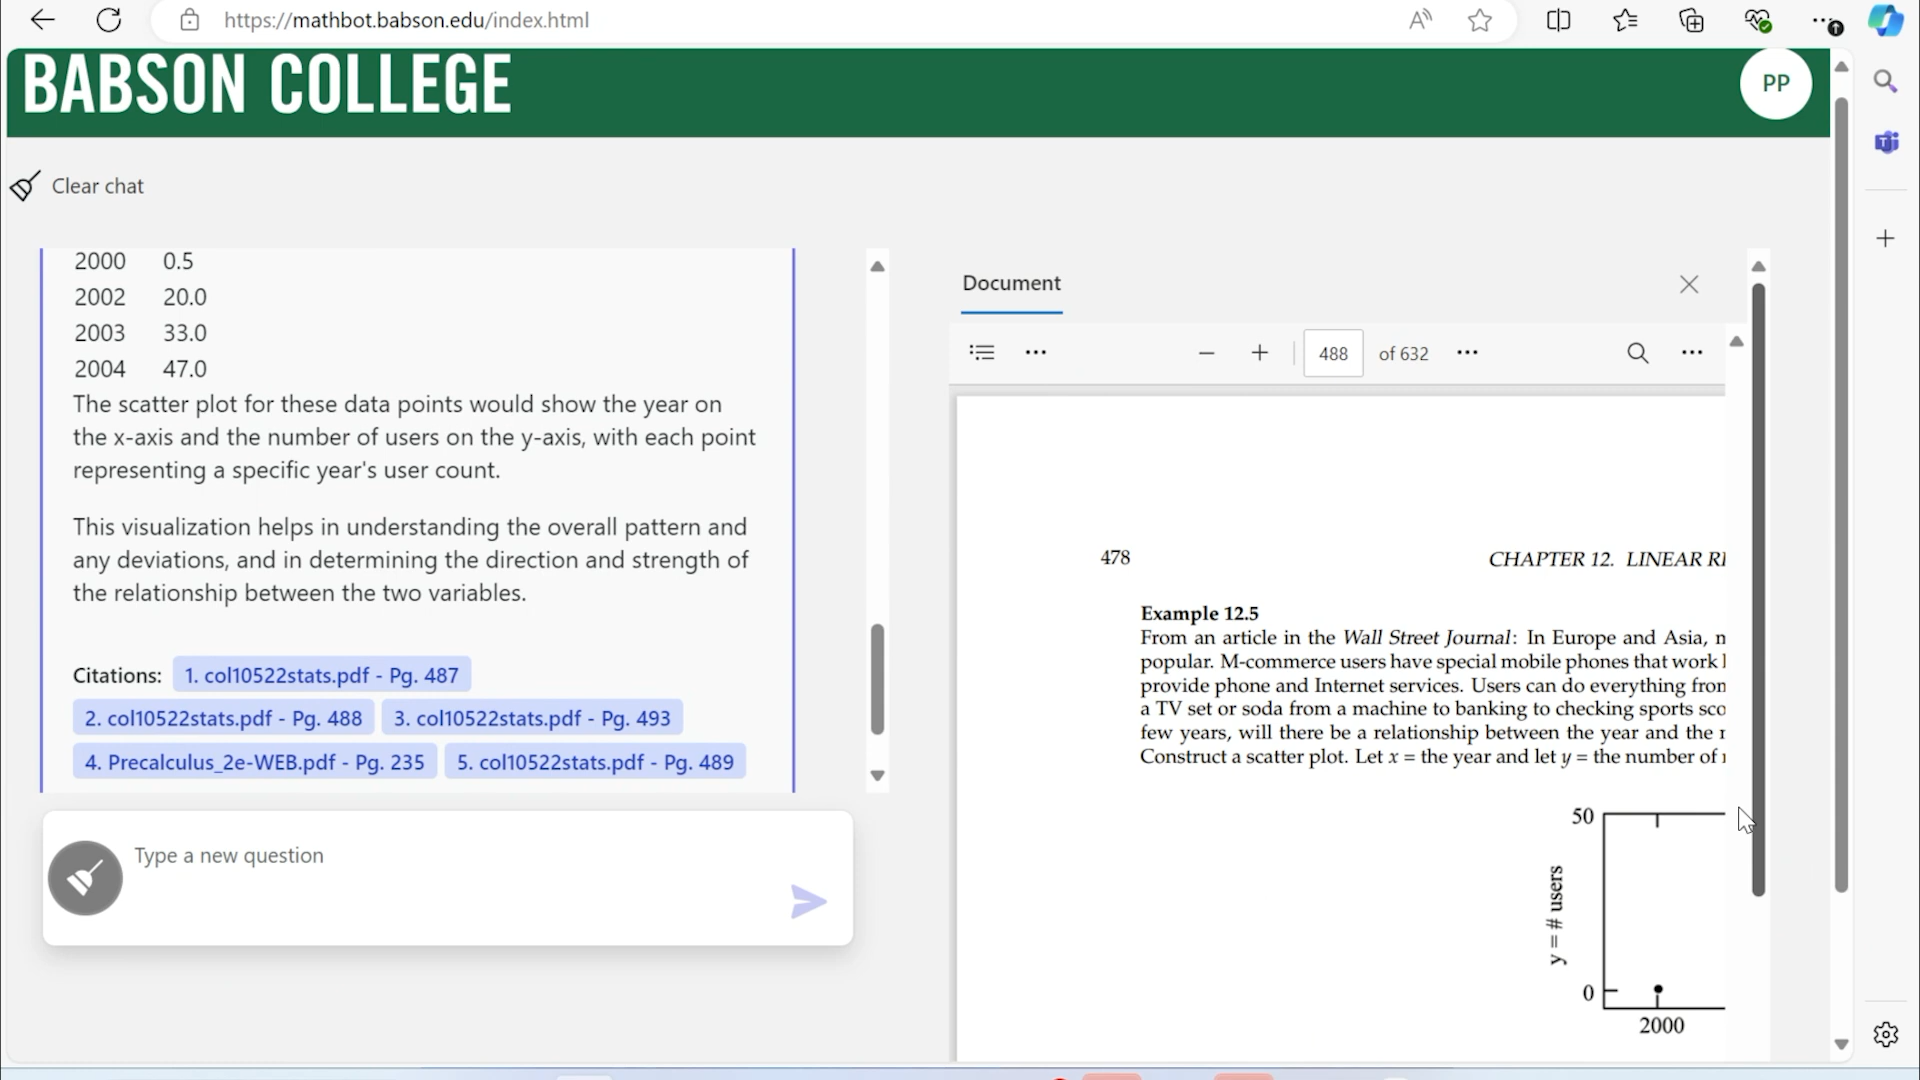 https://mathbot.babson.edu/index.html
BABSON COLLEGE
PP
Clear chat
2000 0.5
2002 20.0
2003 33.0
2004 47.0
The scatter plot for these data points would show the year on
the x-axis and the number of users on the y-axis, with each point
representing a specific year's user count.
This visualization helps in understanding the overall pattern and
any deviations, and in determining the direction and strength of
the relationship between the two variables.
Citations: 1. col10522stats.pdf - Pg. 487
2. col10522stats.pdf - Pg. 488 3. col10522stats.pdf - Pg. 493
4. Precalculus_2e-WEB.pdf - Pg. 235 5. col10522stats.pdf - Pg. 489
Type a new question
Document
488 of 632
478 CHAPTER 12. LINEAR
Example 12.5
From an article in the Wall Street Journal: In Europe and Asia,
popular. M-commerce users have special mobile phones that work
provide phone and Internet services. Users can do everything from
a TV set or soda from a machine to banking to checking sports
few years, will there be a relationship between the year and the
Construct a scatter plot. Let x = the year and let y = the number of
50
y = # users
0
2000